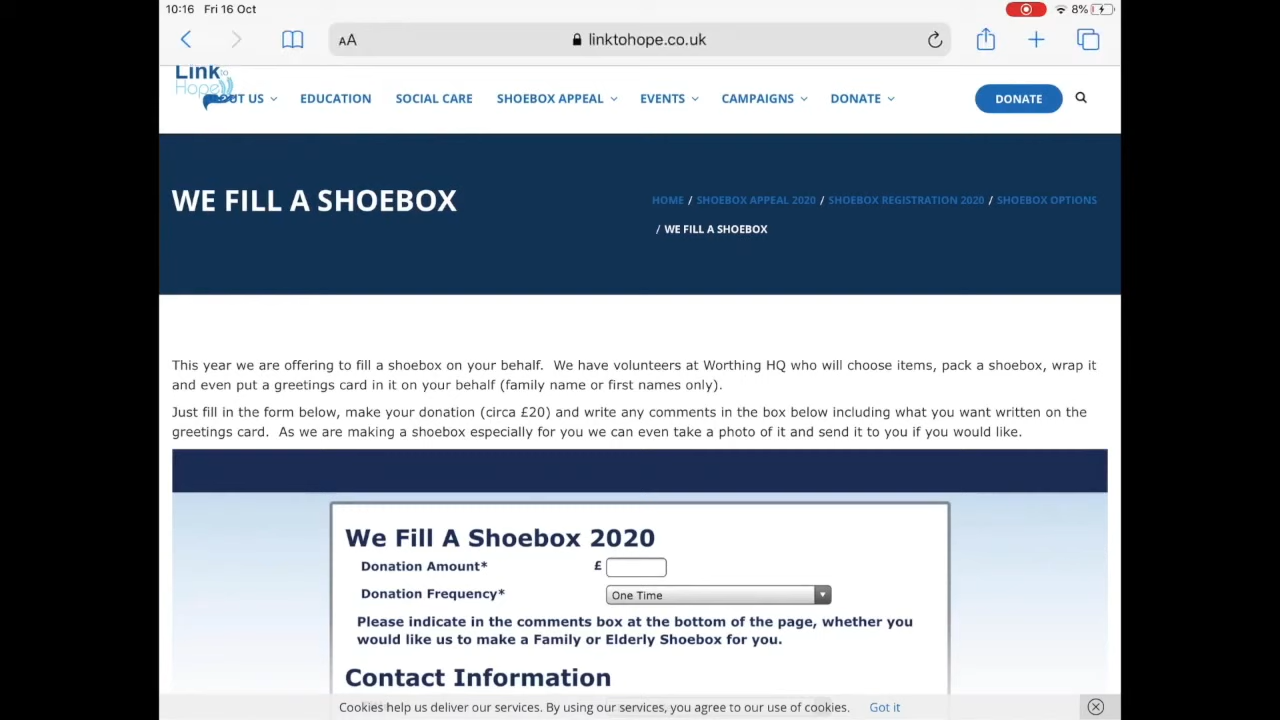 10:16 Fri 16 Oct
8%
AA
linktohope.co.uk
Link to
Hope
OUT US
EDUCATION
SOCIAL CARE
SHOEBOX APPEAL
EVENTS
CAMPAIGNS
DONATE
DONATE
WE FILL A SHOEBOX
HOME / SHOEBOX APPEAL 2020 / SHOEBOX REGISTRATION 2020 / SHOEBOX OPTIONS
/ WE FILL A SHOEBOX
This year we are offering to fill a shoebox on your behalf. We have volunteers at Worthing HQ who will choose items, pack a shoebox, wrap it
and even put a greetings card in it on your behalf (family name or first names only).
Just fill in the form below, make your donation (circa £20) and write any comments in the box below including what you want written on the
greetings card. As we are making a shoebox especially for you we can even take a photo of it and send it to you if you would like.
We Fill A Shoebox 2020
Donation Amount* £
Donation Frequency* One Time
Please indicate in the comments box at the bottom of the page, whether you
would like us to make a Family or Elderly Shoebox for you.
Contact Information
Cookies help us deliver our services. By using our services, you agree to our use of cookies. Got it